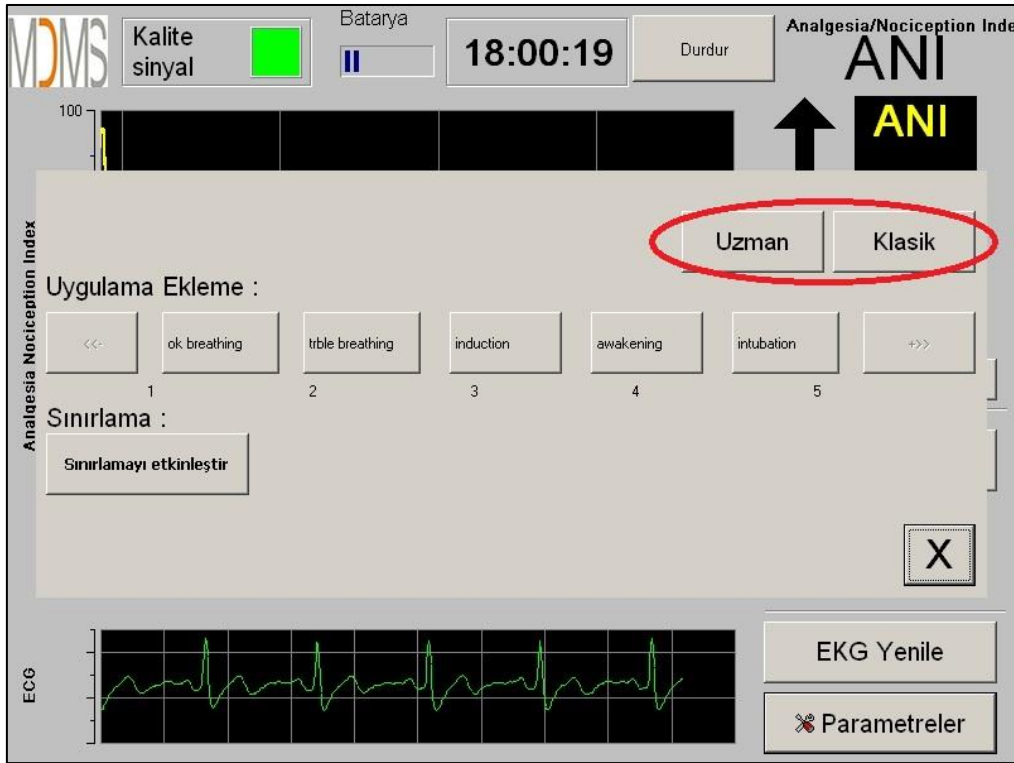 MDMS
Kalite
sinyal
Batarya
18:00:19
Durdur
Analgesia/Nociception Inde
ANI
ANI
100
Analgesia Nociception Index
Uzman
Klasik
Uygulama Ekleme :
<<-
ok breathing
trble breathing
induction
awakening
intubation
+>>
1
2
3
4
5
Sınırlama :
Sınırlamayı etkinleştir
X
ECG
EKG Yenile
Parametreler